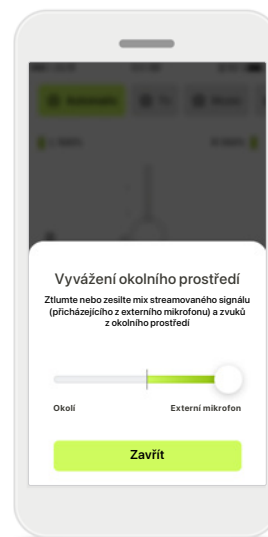 Vyvážení okolního prostředí
Ztlumte nebo zesilte mix streamovaného signálu
(přicházejícího z externího mikrofonu) a zvuků
z okolního prostředí
Okolí Externí mikrofon
Zavřít